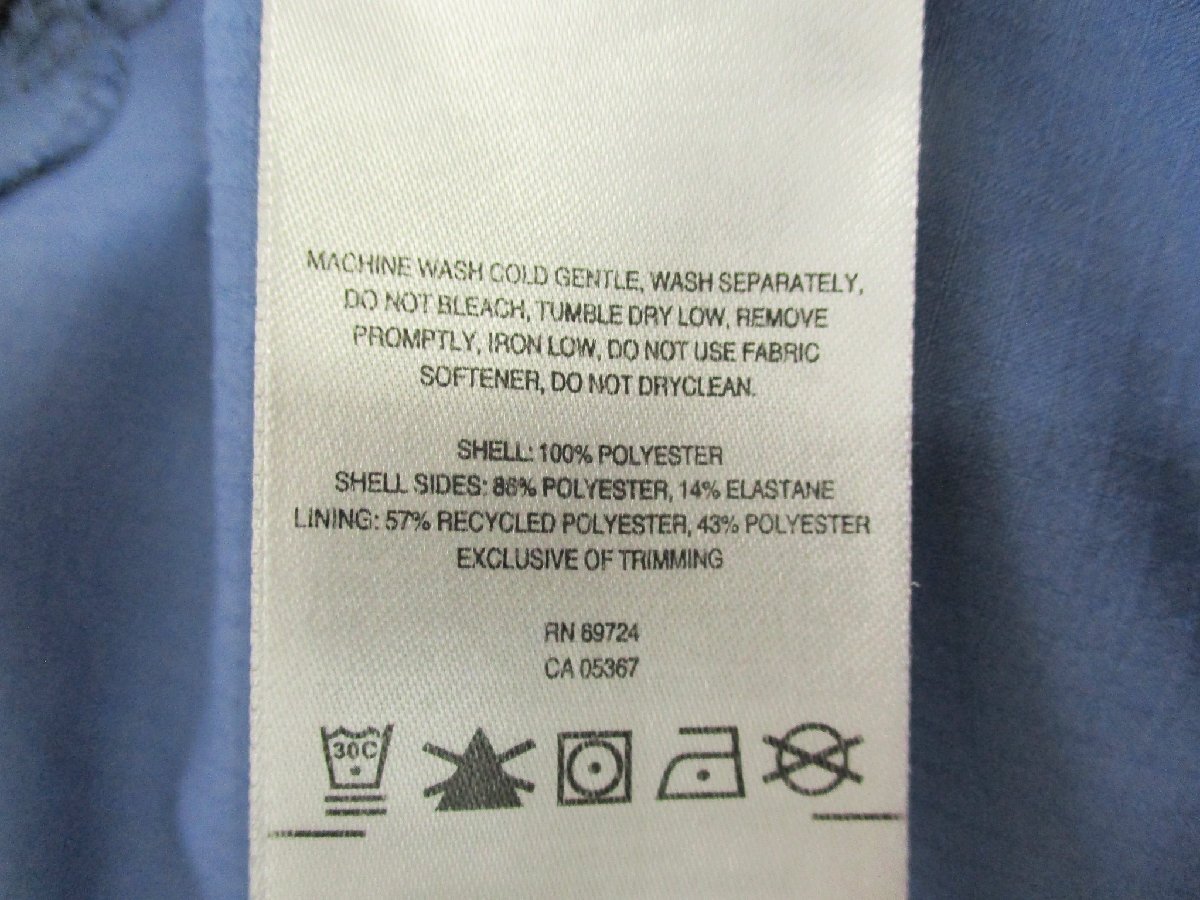 MACHINE WASH COLD GENTLE, WASH SEPARATELY,
DO NOT BLEACH, TUMBLE DRY LOW, REMOVE
PROMPTLY, IRON LOW, DO NOT USE FABRIC
SOFTENER, DO NOT DRYCLEAN.
SHELL: 100% POLYESTER
SHELL SIDES: 86% POLYESTER, 14% ELASTANE
LINING: 57% RECYCLED POLYESTER, 43% POLYESTER
EXCLUSIVE OF TRIMMING
RN 69724
CA 05367
30C